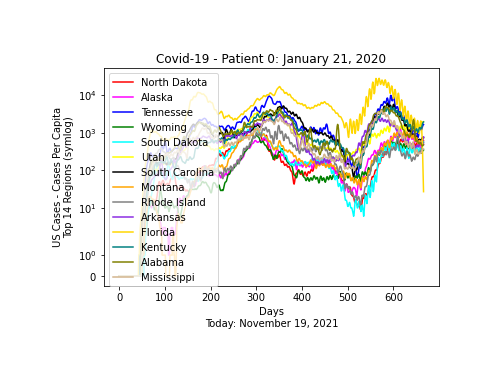 Covid-19 - Patient 0: January 21, 2020
US Cases - Cases Per Capita
Top 14 Regions (symlog)
10⁴
10³
10²
10¹
10⁰
0
North Dakota
Alaska
Tennessee
Wyoming
South Dakota
Utah
South Carolina
Montana
Rhode Island
Arkansas
Florida
Kentucky
Alabama
Mississippi
0 100 200 300 400 500 600
Days
Today: November 19, 2021